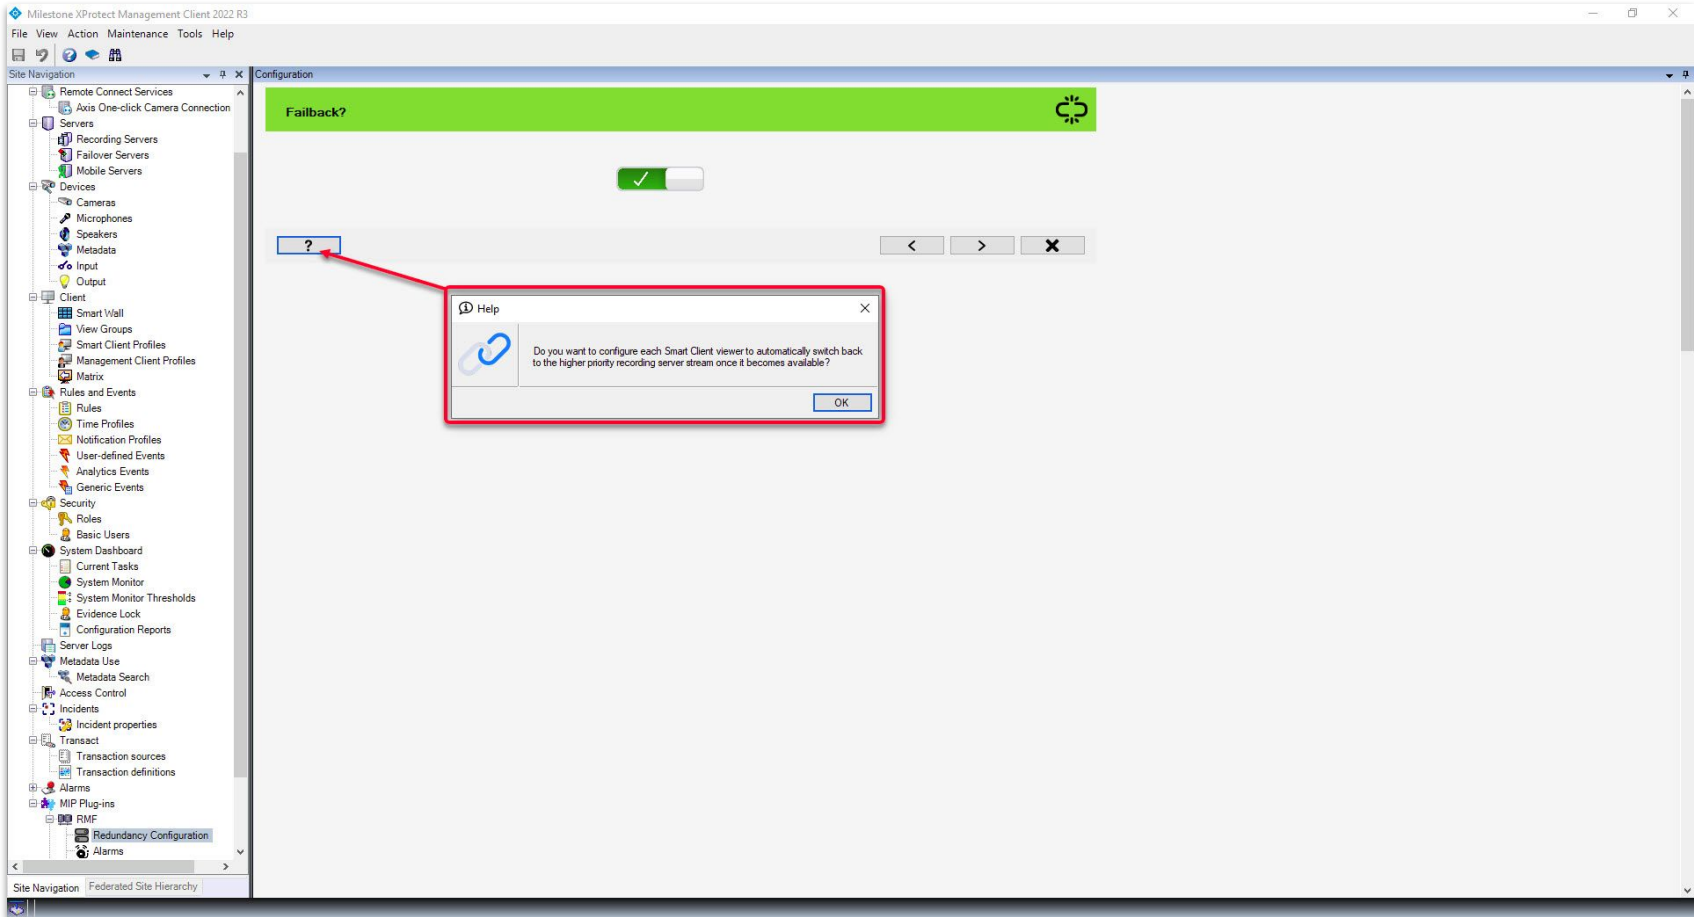 Milestone XProtect Management Client 2022 R3
File View Action Maintenance Tools Help
Site Navigation
Remote Connect Services
Axis One-click Camera Connection
Servers
Recording Servers
Failover Servers
Mobile Servers
Devices
Cameras
Microphones
Speakers
Metadata
Input
Output
Client
Smart Wall
View Groups
Smart Client Profiles
Management Client Profiles
Matrix
Rules and Events
Rules
Time Profiles
Notification Profiles
User-defined Events
Analytics Events
Generic Events
Security
Roles
Basic Users
System Dashboard
Current Tasks
System Monitor
System Monitor Thresholds
Evidence Lock
Configuration Reports
Server Logs
Metadata Use
Metadata Search
Access Control
Incidents
Incident properties
Transact
Transaction sources
Transaction definitions
Alarms
MIP Plug-ins
RMF
Redundancy Configuration
Alarms
Site Navigation Federated Site Hierarchy
Configuration
Failback?
?
< >
Help
Do you want to configure each Smart Client viewer to automatically switch back
to the higher priority recording server stream once it becomes available?
OK